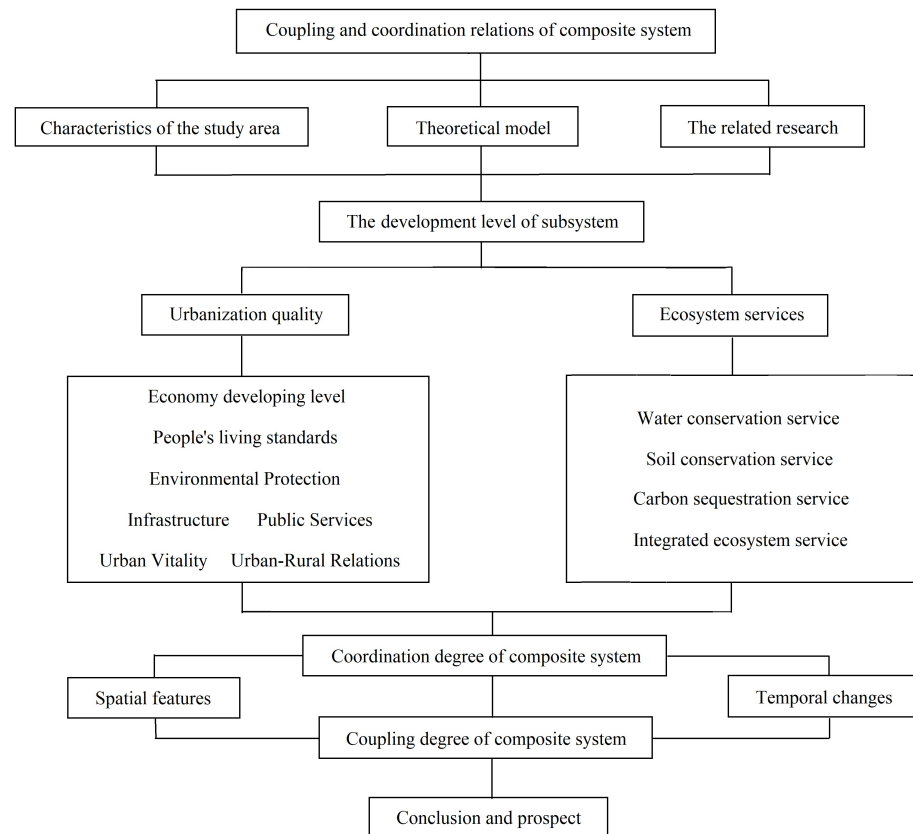 Coupling and coordination relations of composite system
Characteristics of the study area
Theoretical model
The related research
The development level of subsystem
Urbanization quality
Ecosystem services
Economy developing level
People's living standards
Environmental Protection
Infrastructure Public Services
Urban Vitality Urban-Rural Relations
Water conservation service
Soil conservation service
Carbon sequestration service
Integrated ecosystem service
Coordination degree of composite system
Spatial features
Temporal changes
Coupling degree of composite system
Conclusion and prospect